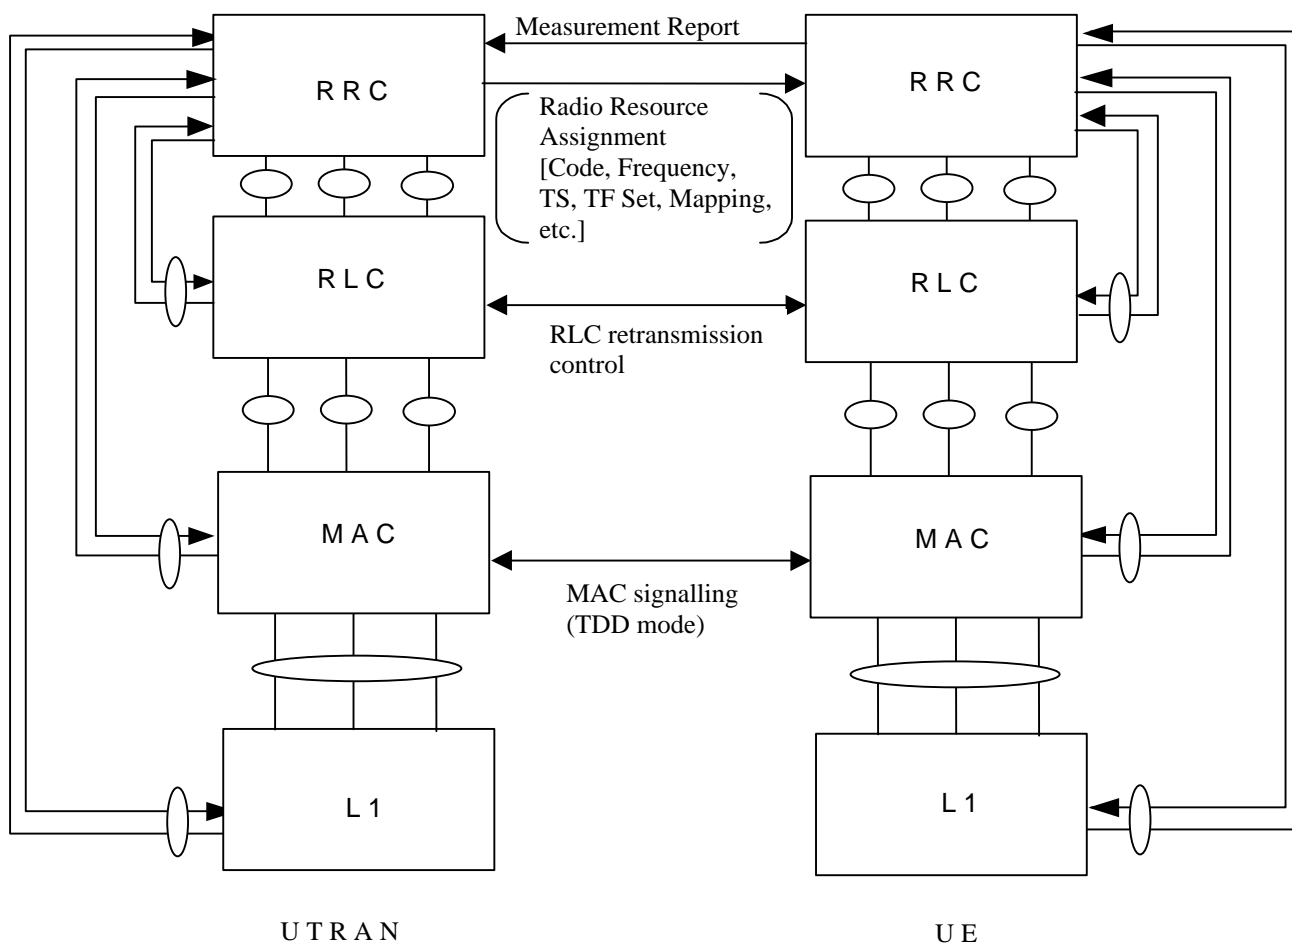 Measurement Report
R R C
R R C
Radio Resource
Assignment
[Code, Frequency,
TS, TF Set, Mapping,
etc.]
R L C
R L C
RLC retransmission
control
M A C
M A C
MAC signalling
(TDD mode)
L 1
L 1
U T R A N
U E